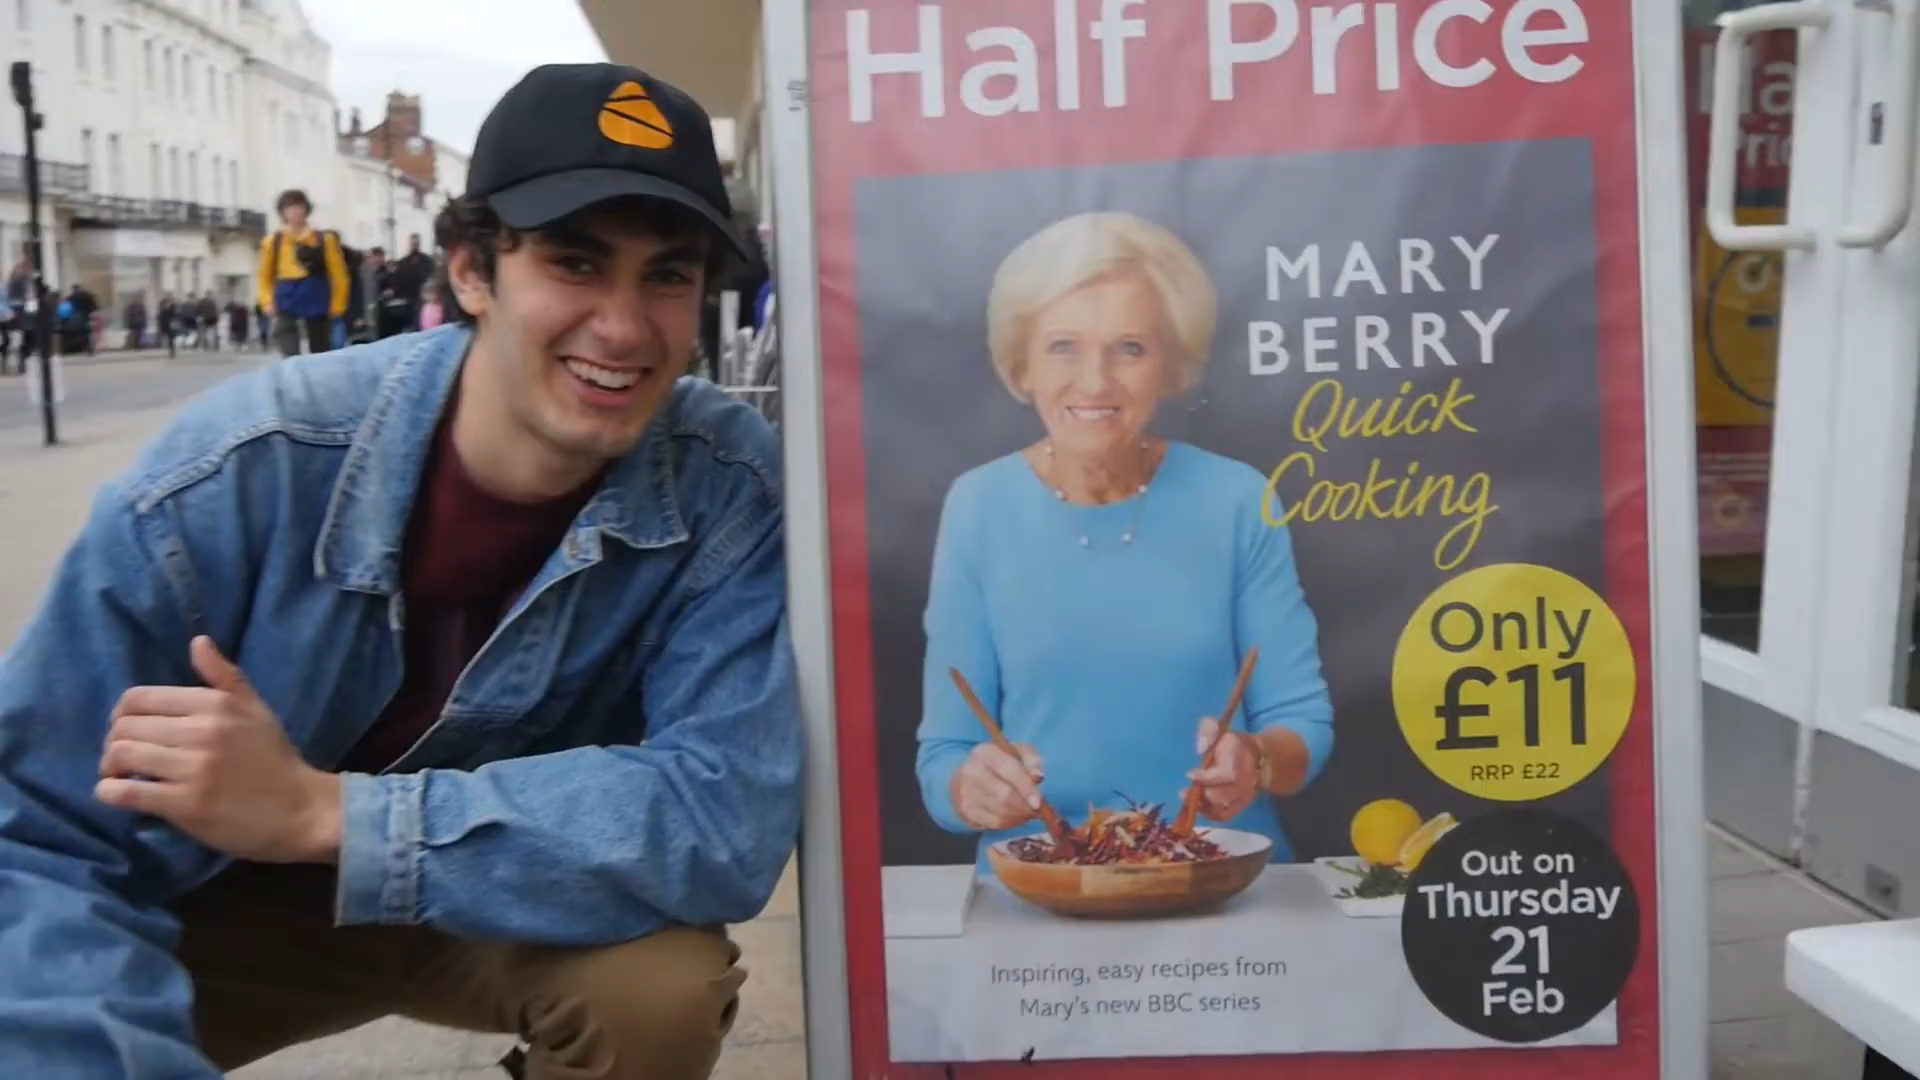 Half Price
MARY
BERRY
Quick
Cooking
Only
£11
RRP £22
Out on
Thursday
21
Feb
Inspiring, easy recipes from
Mary's new BBC series